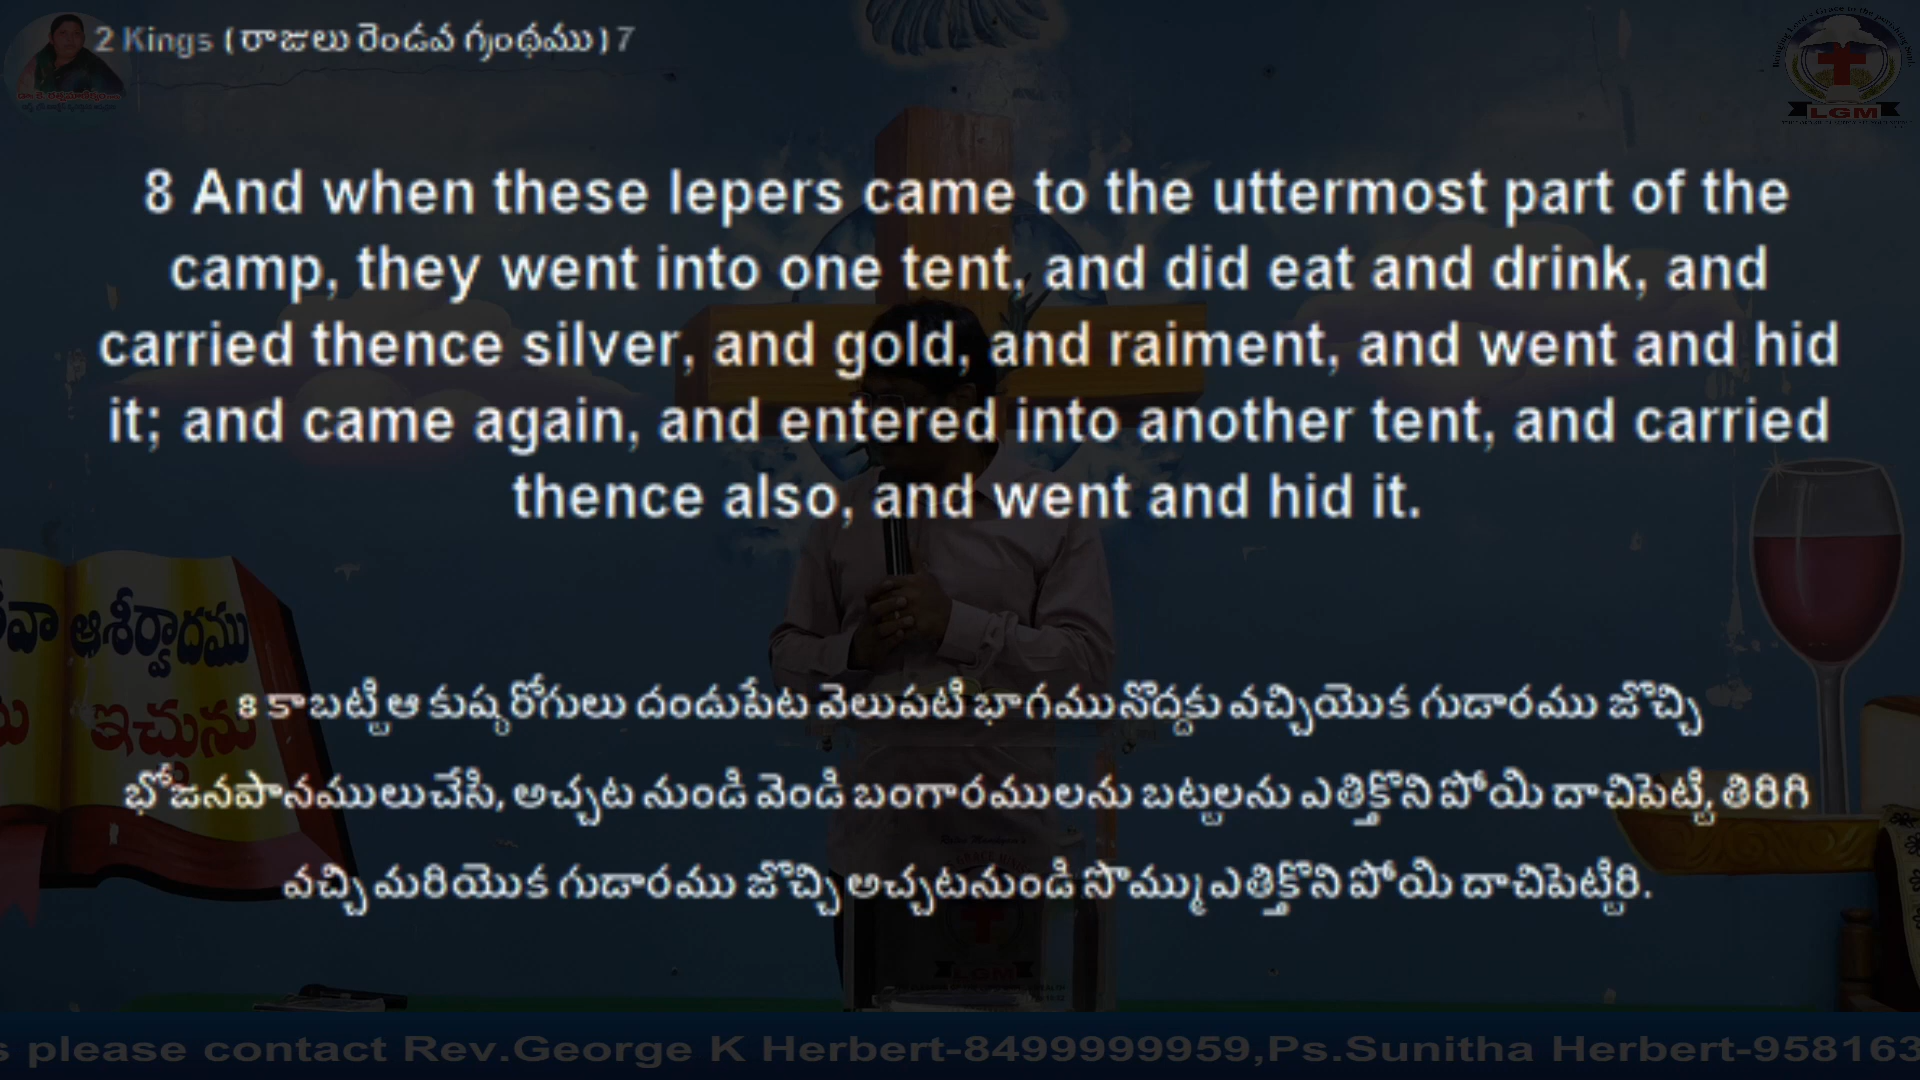 2 Kings ( రాజులు రెండవ గ్రంథము ) 7
LGM
8 And when these lepers came to the uttermost part of the
camp, they went into one tent, and did eat and drink, and
carried thence silver, and gold, and raiment, and went and hid
it; and came again, and entered into another tent, and carried
thence also, and went and hid it.
8 కాబట్టి ఆ కుష్ఠరోగులు దండుపేట వెలుపటి భాగము నొద్దకు వచ్చియొక గుడారము జొచ్చి
భోజనపానములుచేసి, అచ్చట నుండి వెండి బంగారములను బట్టలను ఎత్తిక్కొని పోయి దాచిపెట్టి, తిరిగి
వచ్చి మరియొక గుడారము జొచ్చి అచ్చటనుండి సొమ్ము ఎత్తిక్కొని పోయి దాచిపెట్టిరి.
ఆశీర్వాదము
ఇచ్చును
LGM
s please contact Rev.George K Herbert-8499999959,Ps.Sunitha Herbert-958163